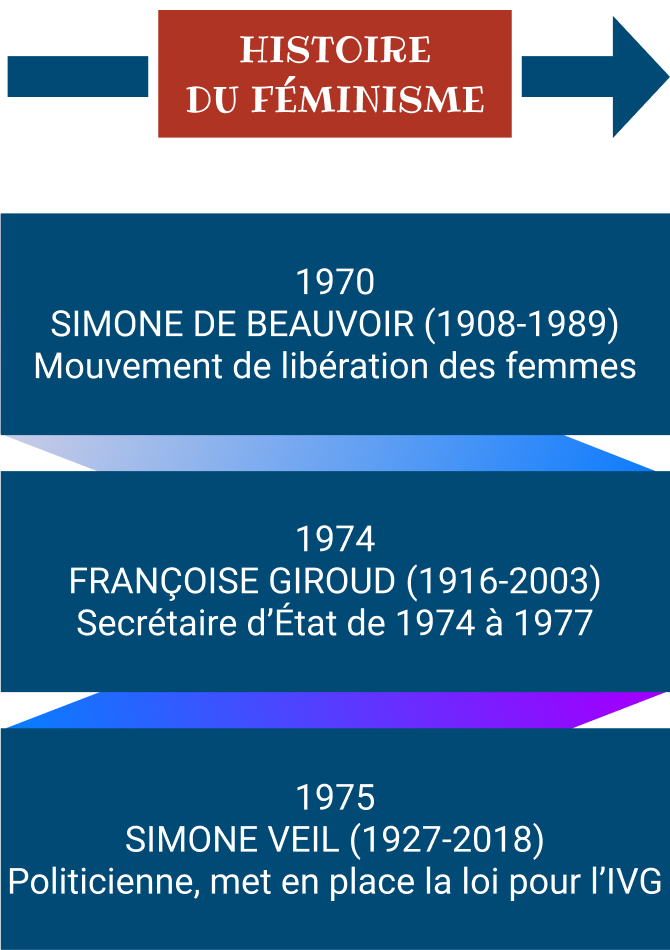 HISTOIRE
DU FÉMINISME
1970
SIMONE DE BEAUVOIR (1908-1989)
Mouvement de libération des femmes
1974
FRANÇOISE GIROUD (1916-2003)
Secrétaire d’État de 1974 à 1977
1975
SIMONE VEIL (1927-2018)
Politicienne, met en place la loi pour l’IVG